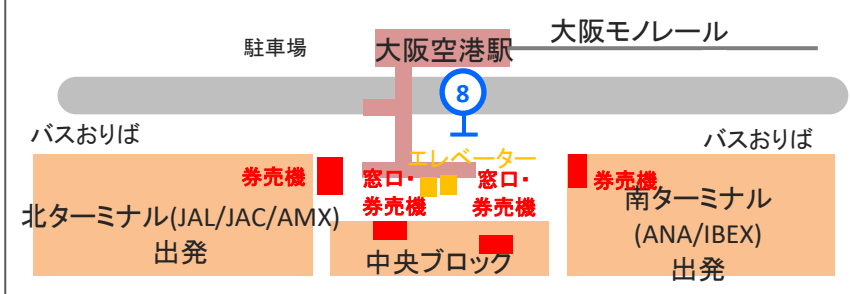 駐車場
大阪空港駅
大阪モノレール
8
バスおりば
バスおりば
エレベーター
券売機
窓口・
券売機
窓口・
券売機
券売機
北ターミナル(JAL/JAC/AMX)
出発
中央ブロック
南ターミナル
(ANA/IBEX)
出発